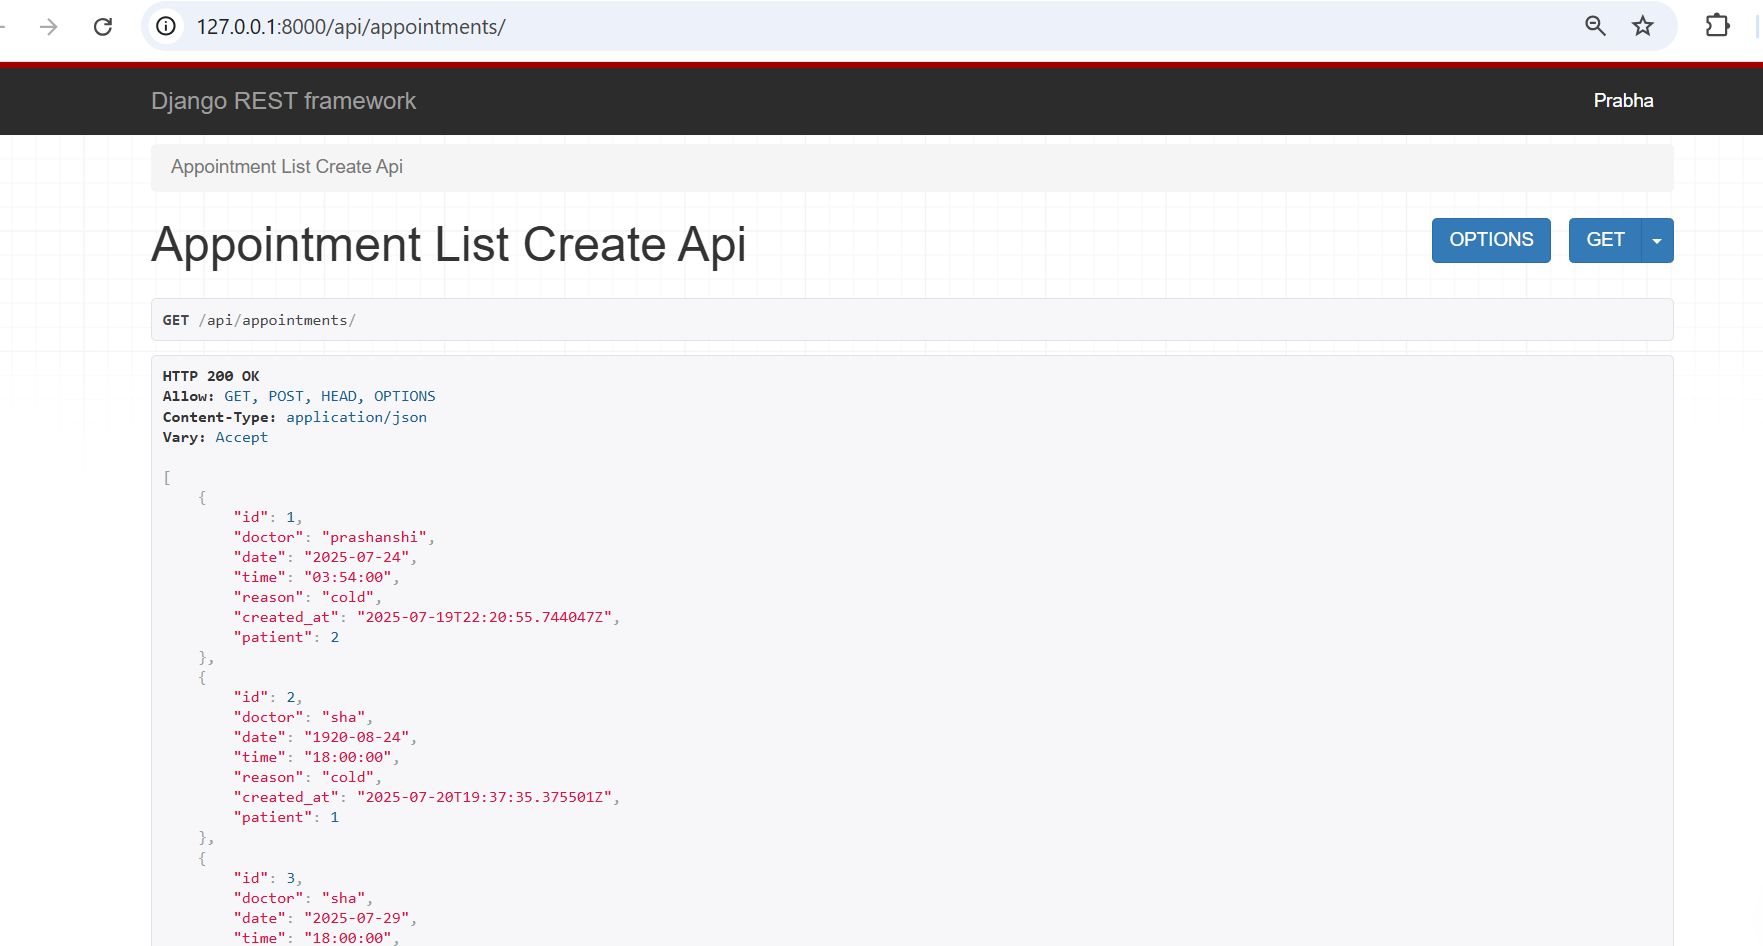 127.0.0.1:8000/api/appointments/
Django REST framework
Prabha
Appointment List Create Api
Appointment List Create Api
OPTIONS
GET
GET /api/appointments/
HTTP 200 OK
Allow: GET, POST, HEAD, OPTIONS
Content-Type: application/json
Vary: Accept
[
    {
        "id": 1,
        "doctor": "prashanshi",
        "date": "2025-07-24",
        "time": "03:54:00",
        "reason": "cold",
        "created_at": "2025-07-19T22:20:55.744047Z",
        "patient": 2
    },
    {
        "id": 2,
        "doctor": "sha",
        "date": "1920-08-24",
        "time": "18:00:00",
        "reason": "cold",
        "created_at": "2025-07-20T19:37:35.375501Z",
        "patient": 1
    },
    {
        "id": 3,
        "doctor": "sha",
        "date": "2025-07-29",
        "time": "18:00:00",